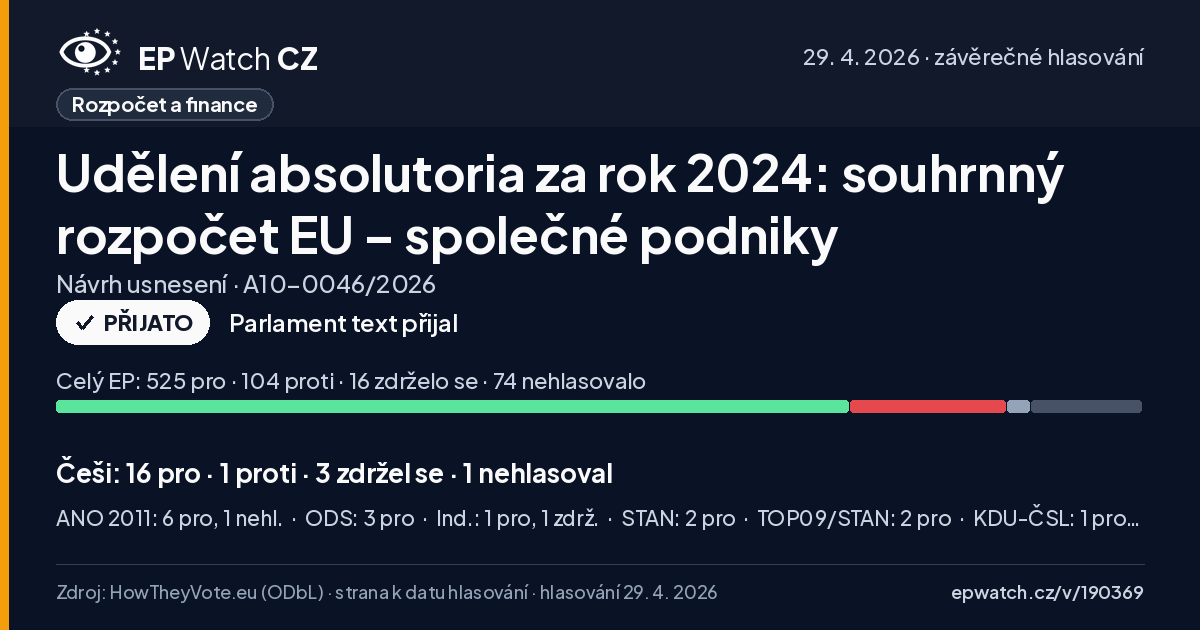 EP Watch CZ
29. 4. 2026 · závěrečné hlasování
Rozpočet a finance
Udělení absolutoria za rok 2024: souhrnný
rozpočet EU – společné podniky
Návrh usnesení · A10-0046/2026
✓ PŘIJATO
Parlament text přijal
Celý EP: 525 pro · 104 proti · 16 zdrželo se · 74 nehlasovalo
Češi: 16 pro · 1 proti · 3 zdržel se · 1 nehlasoval
ANO 2011: 6 pro, 1 nehl. · ODS: 3 pro · Ind.: 1 pro, 1 zdrž. · STAN: 2 pro · TOP09/STAN: 2 pro · KDU-ČSL: 1 pro…
Zdroj: HowTheyVote.eu (ODbL) · strana k datu hlasování · hlasování 29. 4. 2026
epwatch.cz/v/190369